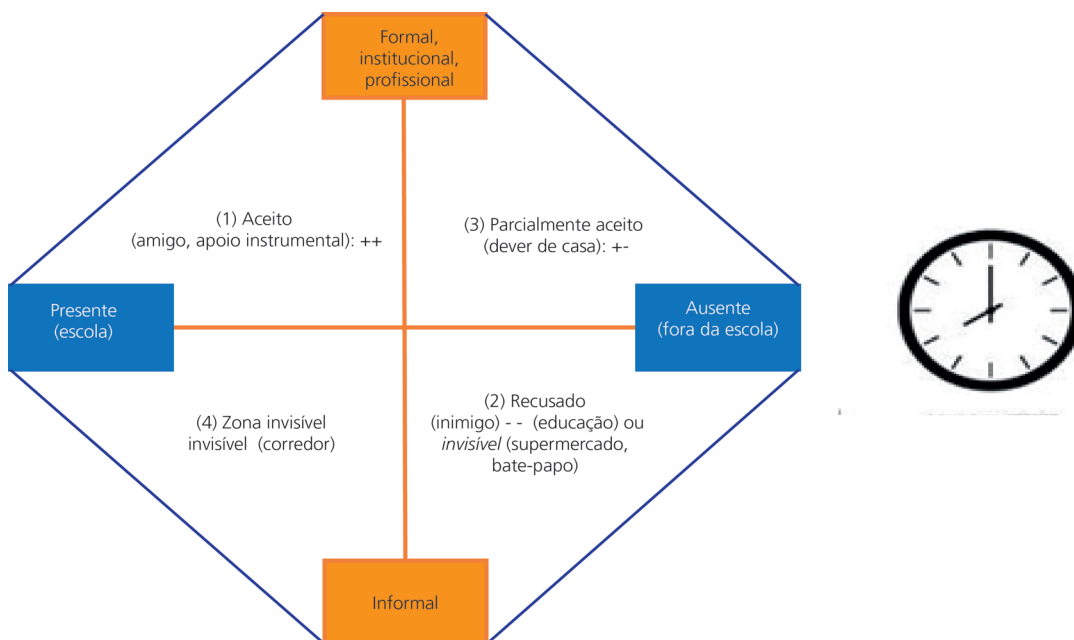 Formal,
institucional,
profissional
(1) Aceito
(amigo, apoio instrumental): ++
(3) Parcialmente aceito
(dever de casa): +-
Presente
(escola)
Ausente
(fora da escola)
(4) Zona invisível
invisível (corredor)
(2) Recusado
(inimigo) - - (educação) ou
invisível (supermercado,
bate-papo)
Informal